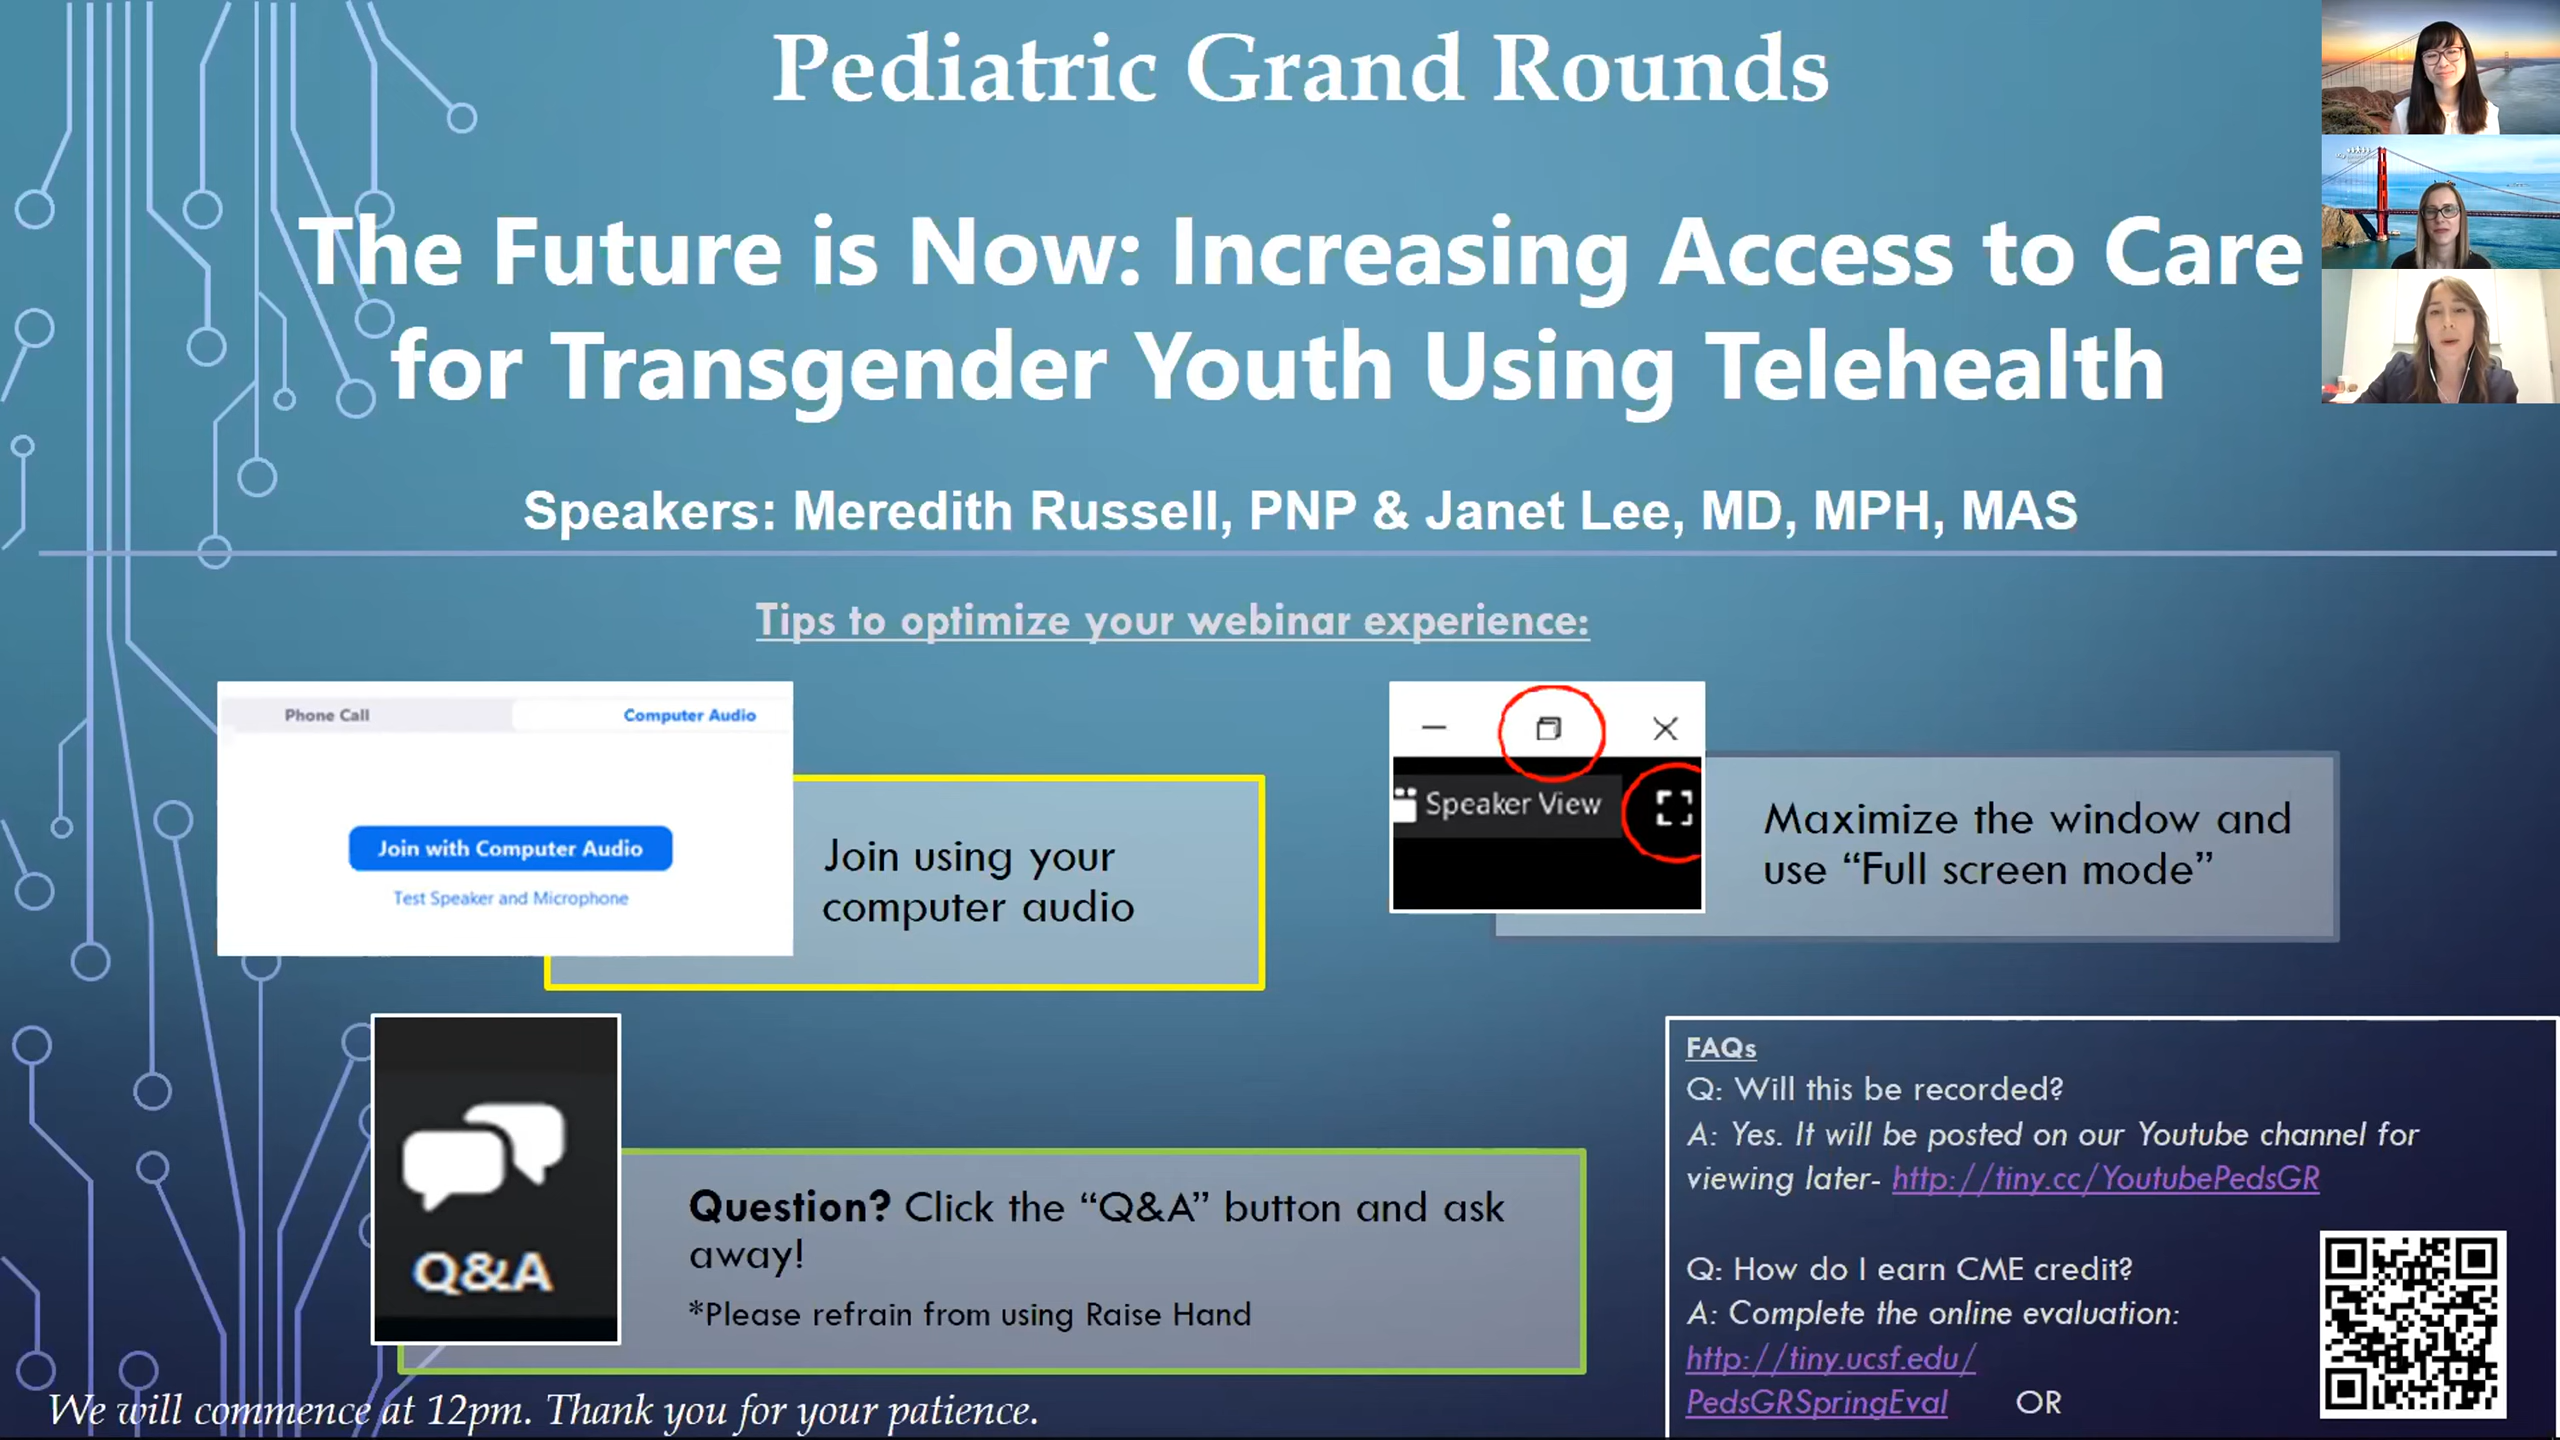 Pediatric Grand Rounds
The Future is Now: Increasing Access to Care
for Transgender Youth Using Telehealth
Speakers: Meredith Russell, PNP & Janet Lee, MD, MPH, MAS
Tips to optimize your webinar experience:
Phone Call
Computer Audio
Join with Computer Audio
Test Speaker and Microphone
Join using your
computer audio
Speaker View
Maximize the window and
use “Full screen mode”
Q&A
Question? Click the “Q&A” button and ask
away!
*Please refrain from using Raise Hand
FAQs
Q: Will this be recorded?
A: Yes. It will be posted on our Youtube channel for
viewing later- http://tiny.cc/YoutubePedsGR
Q: How do I earn CME credit?
A: Complete the online evaluation:
http://tiny.ucsf.edu/
PedsGRSpringEval OR
We will commence at 12pm. Thank you for your patience.